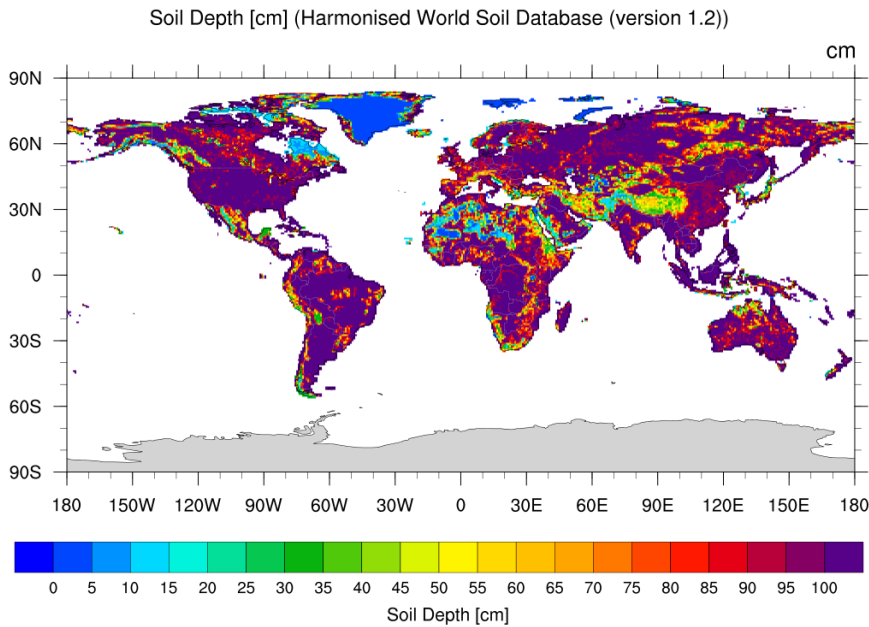 Soil Depth [cm] (Harmonised World Soil Database (version 1.2))
cm
90N
60N
30N
0
30S
60S
90S
180 150W 120W 90W 60W 30W 0 30E 60E 90E 120E 150E 180
0 5 10 15 20 25 30 35 40 45 50 55 60 65 70 75 80 85 90 95 100
Soil Depth [cm]